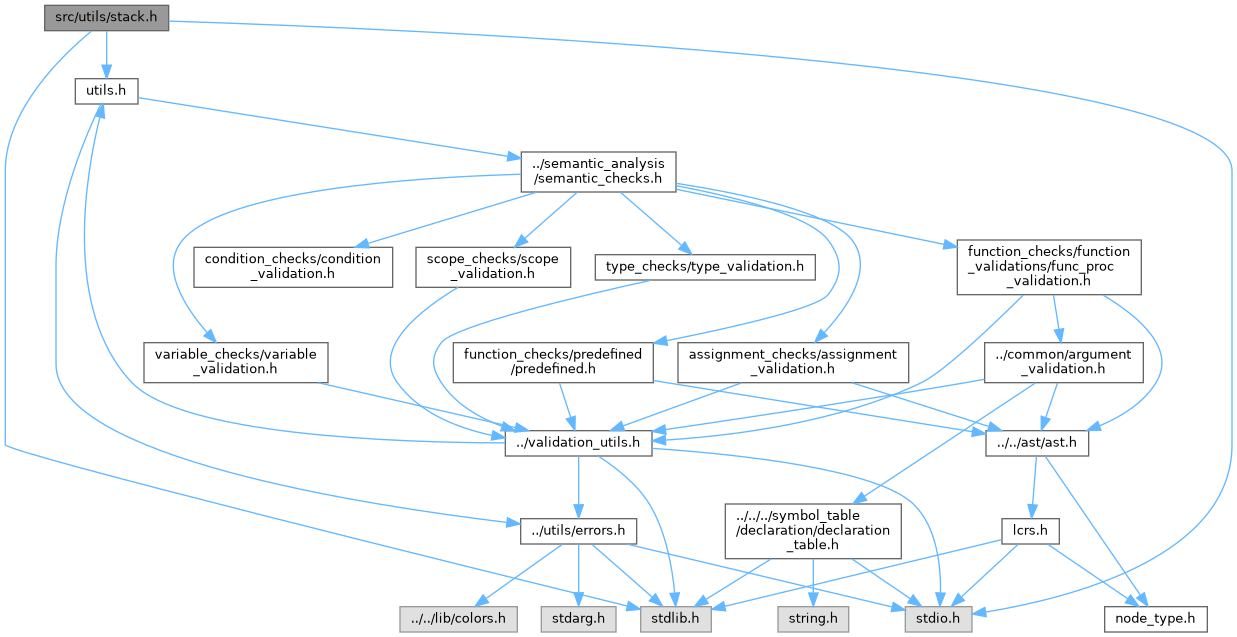 src/utils/stack.h
utils.h
../semantic_analysis
/semantic_checks.h
condition_checks/condition
_validation.h
scope_checks/scope
_validation.h
type_checks/type_validation.h
function_checks/function
_validations/func_proc
_validation.h
variable_checks/variable
_validation.h
function_checks/predefined
/predefined.h
assignment_checks/assignment
_validation.h
../common/argument
_validation.h
../validation_utils.h
../../ast/ast.h
../utils/errors.h
../../../symbol_table
/declaration/declaration
_table.h
lcrs.h
../../lib/colors.h
stdarg.h
stdlib.h
string.h
stdio.h
node_type.h